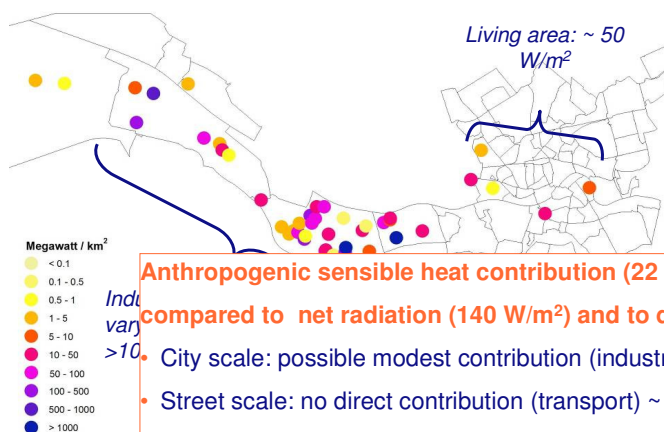 Living area: ~ 50
W/m²
Megawatt / km²
< 0.1
0.1 - 0.5
0.5 - 1
1 - 5
5 - 10
10 - 50
50 - 100
100 - 500
500 - 1000
> 1000
Indu
vary
>10
Anthropogenic sensible heat contribution (22
compared to net radiation (140 W/m²) and to
• City scale: possible modest contribution (industr
• Street scale: no direct contribution (transport) ~